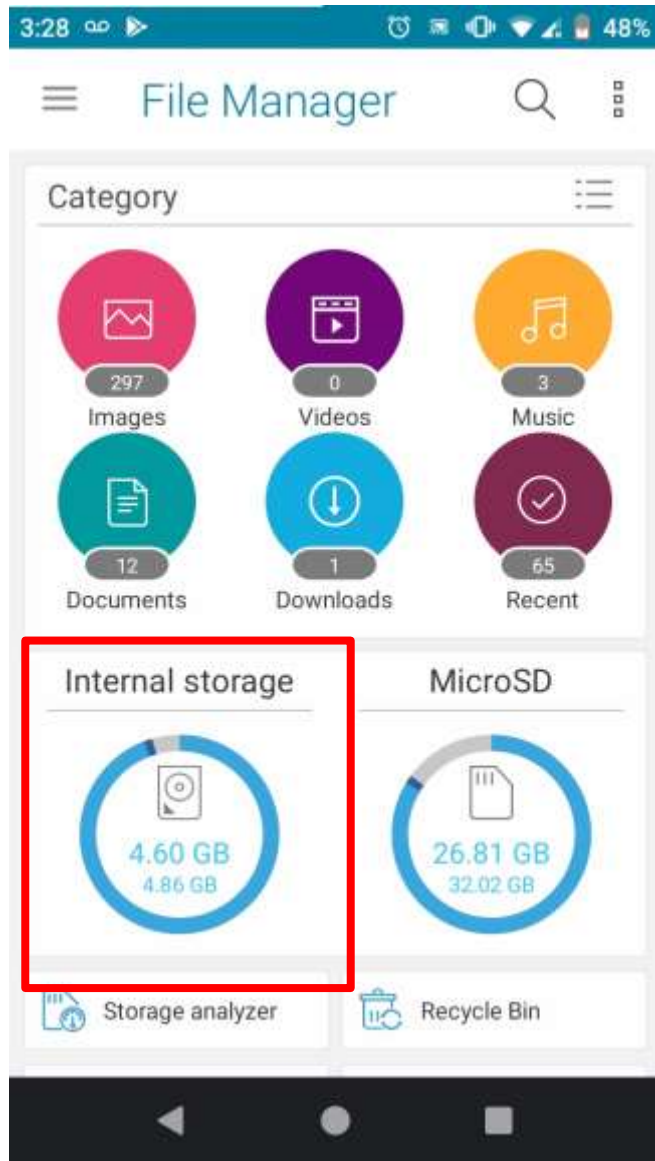 3:28 48%
File Manager
Category
297 0 3
Images Videos Music
12 1 65
Documents Downloads Recent
Internal storage MicroSD
4.60 GB 26.81 GB
4.86 GB 32.02 GB
Storage analyzer Recycle Bin